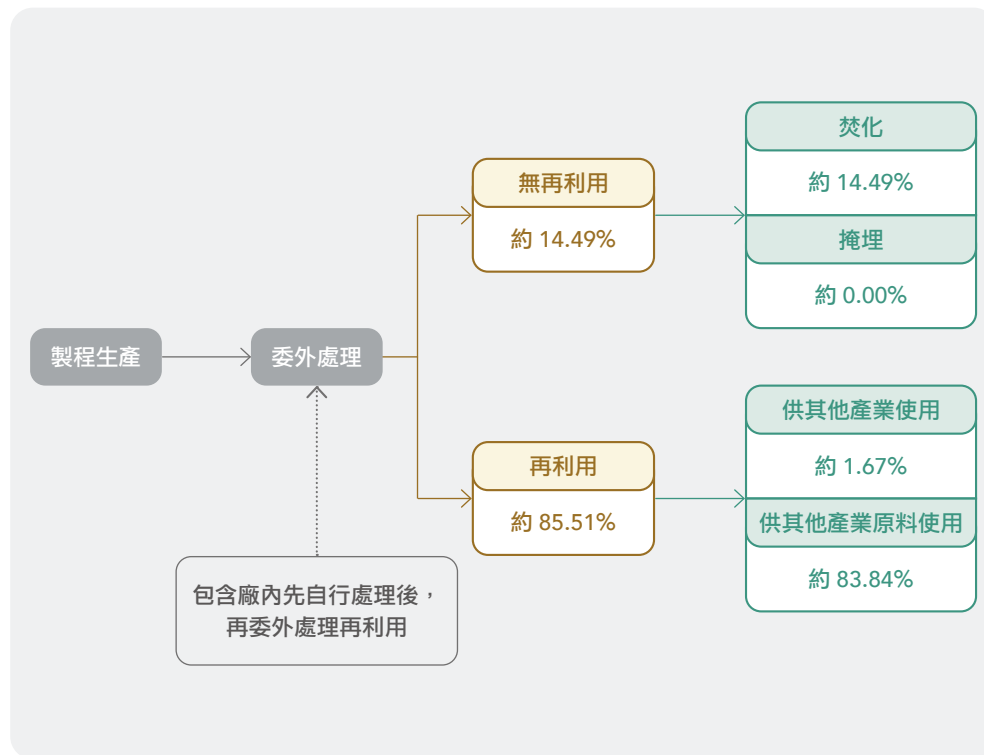 製程生產
委外處理
包含廠內先自行處理後，
再委外處理再利用
無再利用
約 14.49%
焚化
約 14.49%
掩埋
約 0.00%
再利用
約 85.51%
供其他產業使用
約 1.67%
供其他產業原料使用
約 83.84%